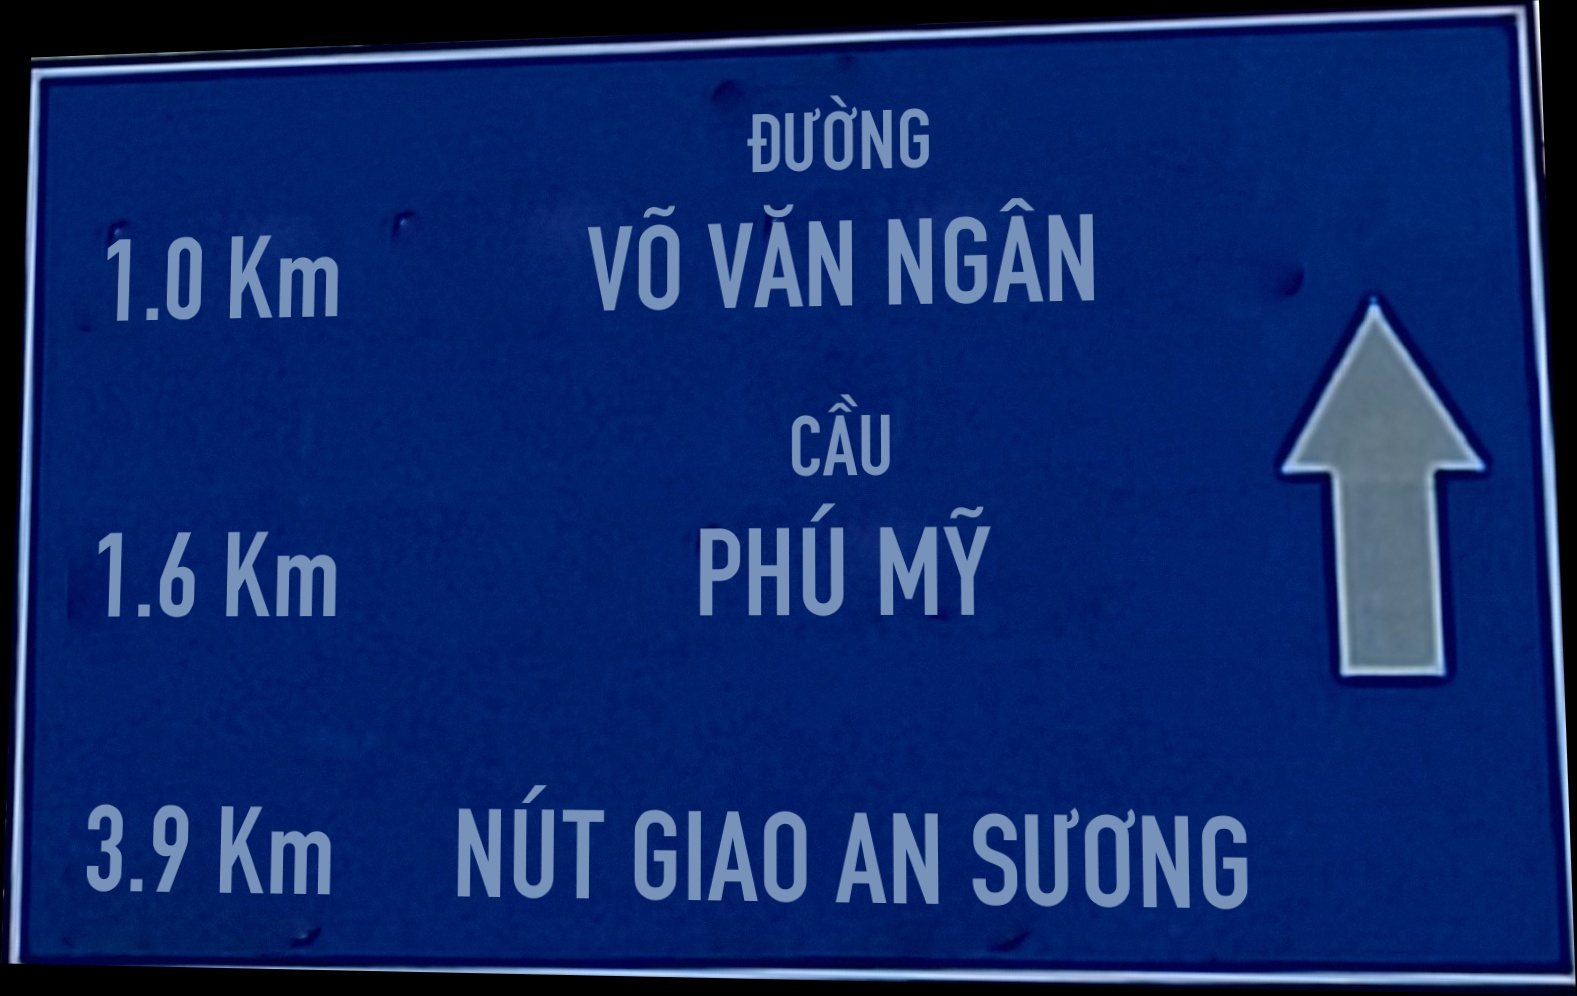 ĐƯỜNG
1.0 Km VÕ VĂN NGÂN
CẦU
1.6 Km PHÚ MỸ
3.9 Km NÚT GIAO AN SƯƠNG